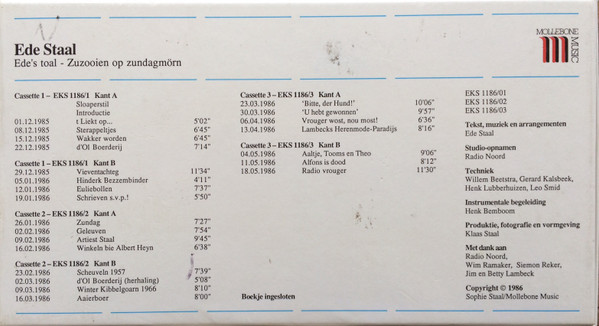 Ede Staal
Ede's toal - Zuzooien op zundagmörn
MOLLEBONE
MUSIC
Cassette 1 – EKS 1186/1 Kant A
Sloaperstil
Introductie
01.12.1985 t Liekt op... 5'02"
08.12.1985 Sterappeltjes 6'45"
15.12.1985 Wakker worden 6'45"
22.12.1985 d'Ol Boerderij 7'14"
Cassette 1 – EKS 1186/1 Kant B
29.12.1985 Vieventachteg 11'34"
05.01.1986 Hinderk Bezzembinder 4'11"
12.01.1986 Euliebollen 7'37"
19.01.1986 Schrieven s.v.p.! 5'50"
Cassette 2 – EKS 1186/2 Kant A
26.01.1986 Zundag 7'27"
02.02.1986 Geleuven 7'54"
09.02.1986 Artiest Staal 9'45"
16.02.1986 Winkeln bie Albert Heyn 6'38"
Cassette 2 – EKS 1186/2 Kant B
23.02.1986 Scheuveln 1957 7'39"
02.03.1986 d'Ol Boerderij (herhaling) 5'08"
09.03.1986 Winter Kibbelgoarn 1966 8'10"
16.03.1986 Aaierboer 8'00"
Cassette 3 – EKS 1186/3 Kant A
23.03.1986 'Bitte, der Hund!' 10'06"
30.03.1986 'U hebt gewonnen' 9'57"
06.04.1986 Vrouger wost, nou most! 6'36"
13.04.1986 Lambecks Herenmode-Paradijs 8'16"
Cassette 3 – EKS 1186/3 Kant B
04.05.1986 Aaltje, Tooms en Theo 9'06"
11.05.1986 Alfons is dood 8'12"
18.05.1986 Radio vrouger 11'30"
Boekje ingesloten
EKS 1186/01
EKS 1186/02
EKS 1186/03
Tekst, muziek en arrangementen
Ede Staal
Studio-opnamen
Radio Noord
Techniek
Willem Beetstra, Gerard Kalsbeek,
Henk Lubberhuizen, Leo Smid
Instrumentale begeleiding
Henk Bemboom
Produktie, fotografie en vormgeving
Klaas Staal
Met dank aan
Radio Noord,
Wim Ramaker, Siemon Reker,
Jim en Betty Lambeck
Copyright © 1986
Sophie Staal/Mollebone Music